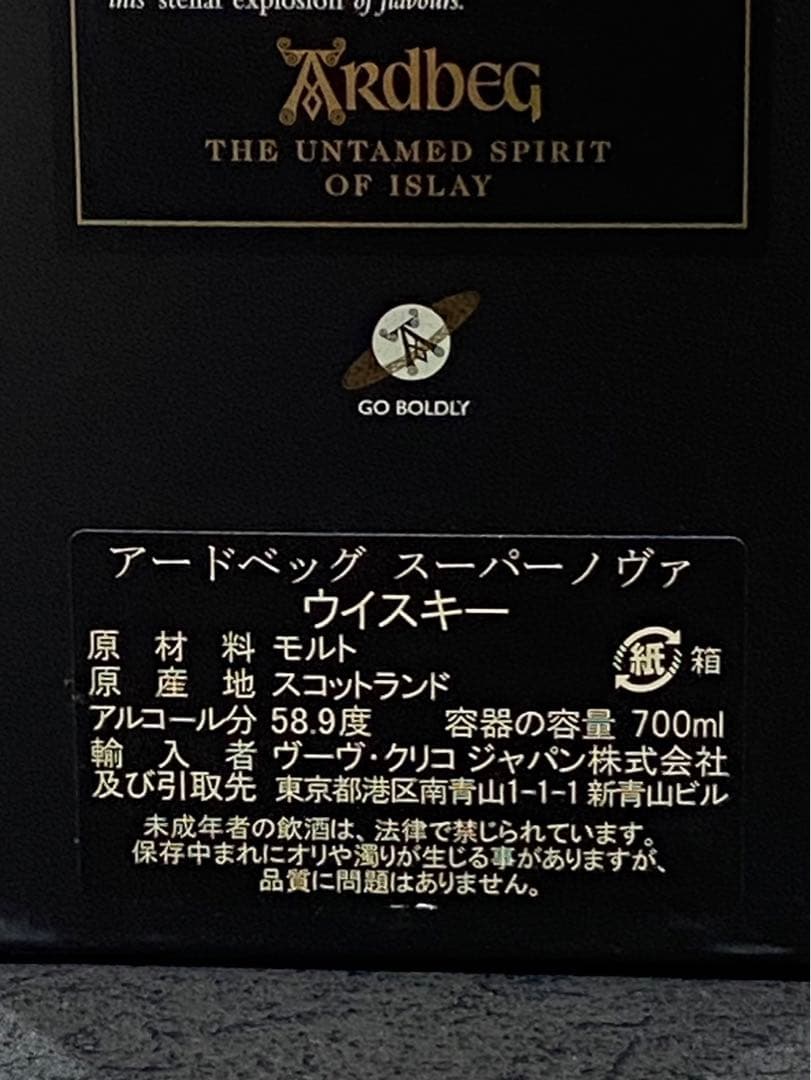 this stellar explosion of flavours.
ARDBEG
THE UNTAMED SPIRIT
OF ISLAY
GO BOLDLY
アードベッグ スーパーノヴァ
ウイスキー
原材料 モルト
紙 箱
原産地 スコットランド
アルコール分 58.9度 容器の容量 700ml
輸入者 ヴーヴ・クリコ ジャパン株式会社
及び引取先 東京都港区南青山1-1-1 新青山ビル
未成年者の飲酒は、法律で禁じられています。
保存中まれにオリや濁りが生じる事がありますが、
品質に問題はありません。